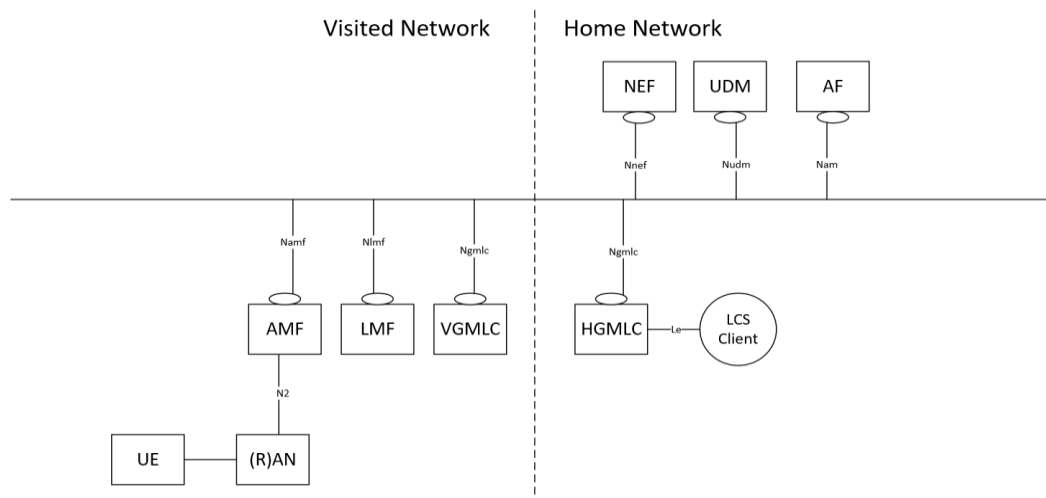 Visited Network
Home Network
NEF
UDM
AF
Nnef
Nudm
Nam
Namf
Nlmf
Ngmlc
Ngmlc
AMF
LMF
VGMLC
HGMLC
Le
LCS
Client
N2
UE
(R)AN